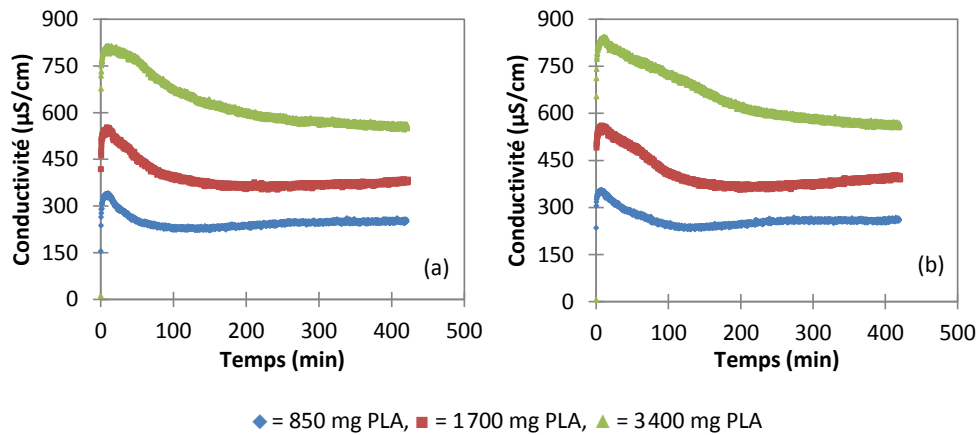 Conductivité (µS/cm)
900
750
600
450
300
150
0
0 100 200 300 400 500
Temps (min)
(a)
Conductivité (µS/cm)
900
750
600
450
300
150
0
0 100 200 300 400 500
Temps (min)
(b)
= 850 mg PLA, = 1700 mg PLA = 3400 mg PLA